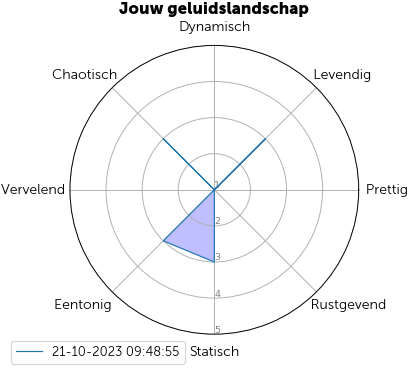 Jouw geluidslandschap
Dynamisch
Chaotisch
Levendig
Vervelend
1
Prettig
2
3
Eentonig
4
Rustgevend
5
21-10-2023 09:48:55
Statisch